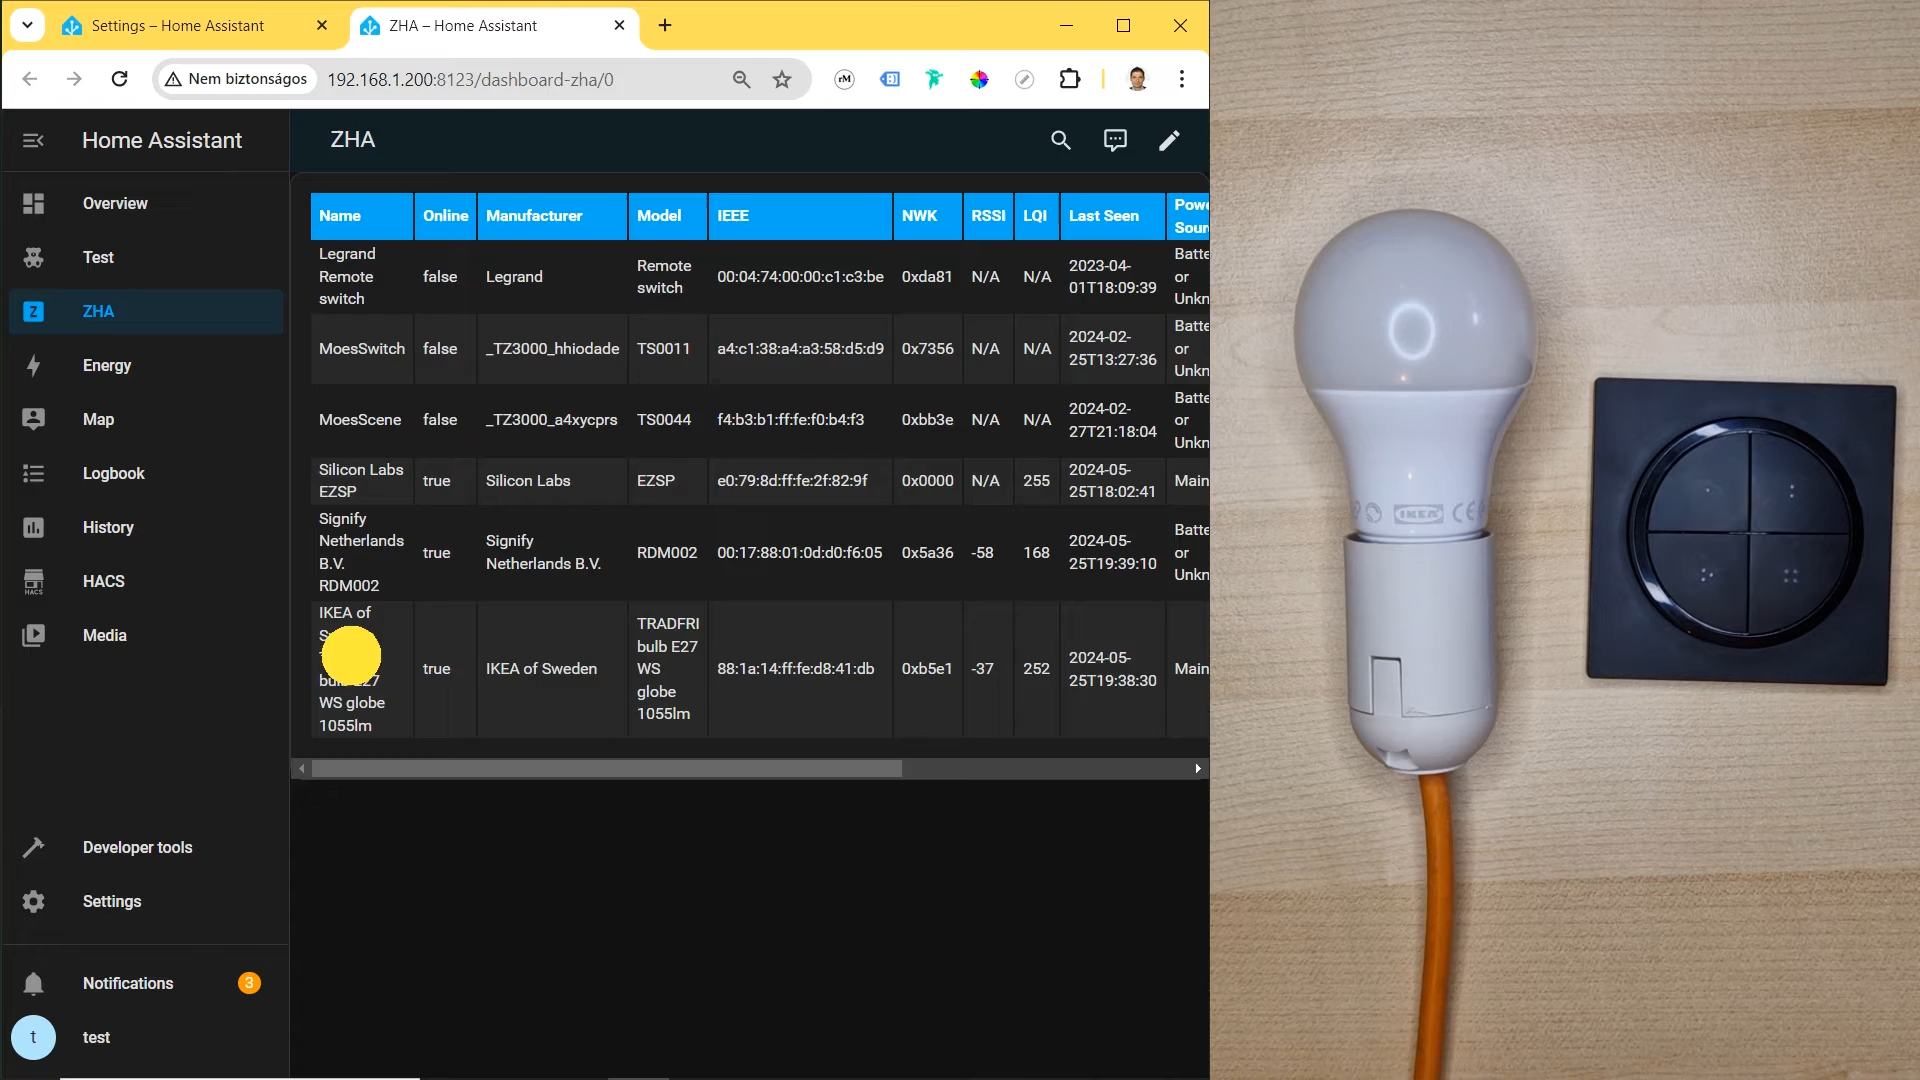 Settings – Home Assistant
ZHA – Home Assistant
Nem biztonságos
192.168.1.200:8123/dashboard-zha/0
rM
Home Assistant
ZHA
Overview
Test
Z
ZHA
Energy
Map
Logbook
History
HACS
HACS
Media
Developer tools
Settings
Notifications
3
t
test
Name Online Manufacturer Model IEEE NWK RSSI LQI Last Seen
Legrand
Remote
switch
false
Legrand
Remote
switch
00:04:74:00:00:c1:c3:be
0xda81
N/A
N/A
2023-04-
01T18:09:39
or
MoesSwitch
false
_TZ3000_hhiodade
TS0011
a4:c1:38:a4:a3:58:d5:d9
0x7356
N/A
N/A
2024-02-
25T13:27:36
or
MoesScene
false
_TZ3000_a4xycprs
TS0044
f4:b3:b1:ff:fe:f0:b4:f3
0xbb3e
N/A
N/A
2024-02-
27T21:18:04
or
Silicon Labs
EZSP
true
Silicon Labs
EZSP
e0:79:8d:ff:fe:2f:82:9f
0x0000
N/A
255
2024-05-
25T18:02:41
Main
Signify
Netherlands
B.V.
RDM002
true
Signify
Netherlands B.V.
RDM002
00:17:88:01:0d:d0:f6:05
0x5a36
-58
168
2024-05-
25T19:39:10
or
IKEA of
WS globe
1055lm
true
IKEA of Sweden
TRADFRI
bulb E27
WS
globe
1055lm
88:1a:14:ff:fe:d8:41:db
0xb5e1
-37
252
2024-05-
25T19:38:30
Main
IKEA CE